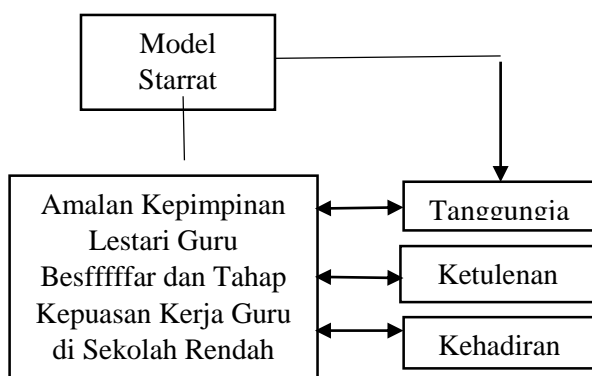 Model
Starrat
Amalan Kepimpinan
Lestari Guru
Besfffffar dan Tahap
Kepuasan Kerja Guru
di Sekolah Rendah
Tanggungja
Ketulenan
Kehadiran